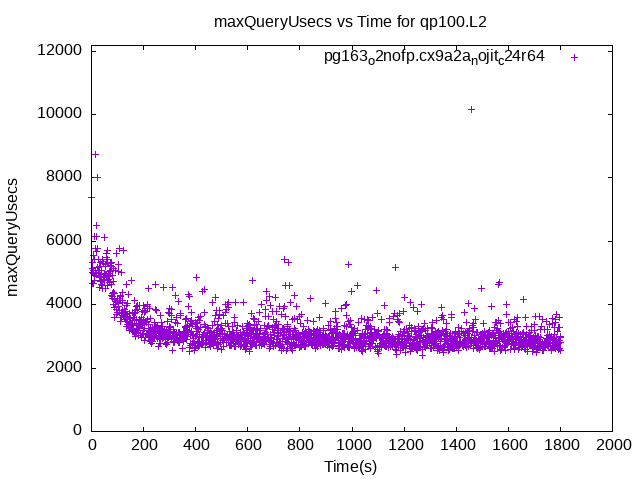 maxQueryUsecs vs Time for qp100.L2
pg163o2nofp.cx9a2anojitc24r64
12000
10000
8000
6000
4000
2000
0
maxQueryUsecs
0 200 400 600 800 1000 1200 1400 1600 1800 2000
Time(s)